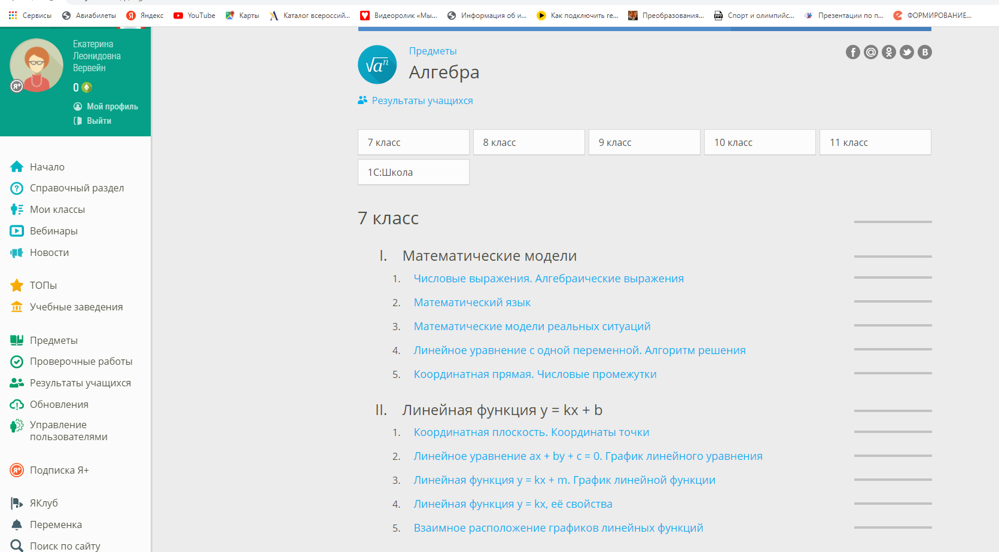 Сервисы Авиабилеты Яндекс YouTube Карты Каталог всероссий... Видеоролик «Мы... Информация об и... Как подключить ге... Преобразования... Спорт и олимпийс... Презентации по п... ФОРМИРОВАНИЕ...
Екатерина
Леонидовна
Вервейн
Я+
0
Мой профиль
Выйти
Начало
Справочный раздел
Мои классы
Вебинары
Новости
ТОПы
Учебные заведения
Предметы
Проверочные работы
Результаты учащихся
Обновления
Управление
пользователями
Я+ Подписка Я+
ЯКлуб
Переменка
Поиск по сайту
√aⁿ
Предметы
Алгебра
Результаты учащихся
7 класс 8 класс 9 класс 10 класс 11 класс
1С:Школа
7 класс
I. Математические модели
1. Числовые выражения. Алгебраические выражения
2. Математический язык
3. Математические модели реальных ситуаций
4. Линейное уравнение с одной переменной. Алгоритм решения
5. Координатная прямая. Числовые промежутки
II. Линейная функция y = kx + b
1. Координатная плоскость. Координаты точки
2. Линейное уравнение ax + by + c = 0. График линейного уравнения
3. Линейная функция y = kx + m. График линейной функции
4. Линейная функция y = kx, её свойства
5. Взаимное расположение графиков линейных функций